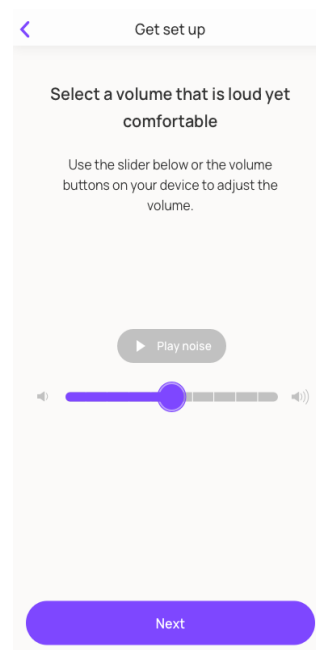 Get set up
Select a volume that is loud yet
comfortable
Use the slider below or the volume
buttons on your device to adjust the
volume.
Play noise
Next